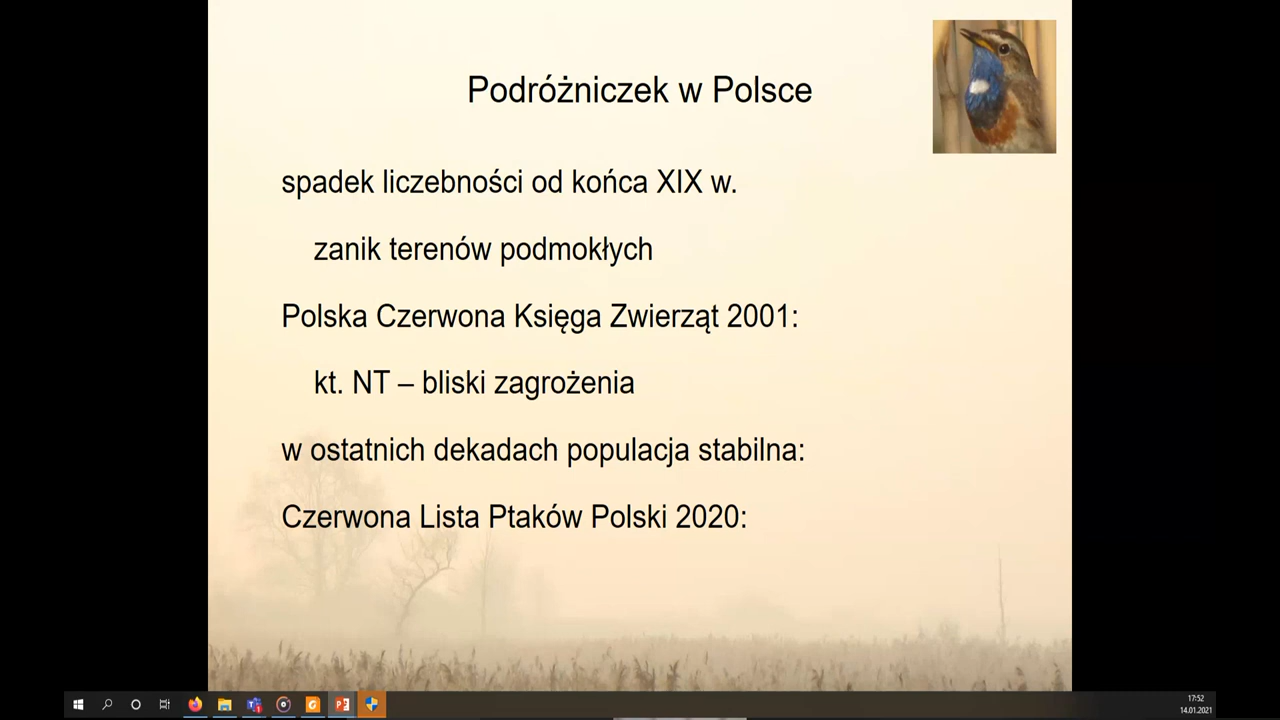 Podróżniczek w Polsce
spadek liczebności od końca XIX w.
zanik terenów podmokłych
Polska Czerwona Księga Zwierząt 2001:
kt. NT – bliski zagrożenia
w ostatnich dekadach populacja stabilna:
Czerwona Lista Ptaków Polski 2020:
17:52
14.01.2021